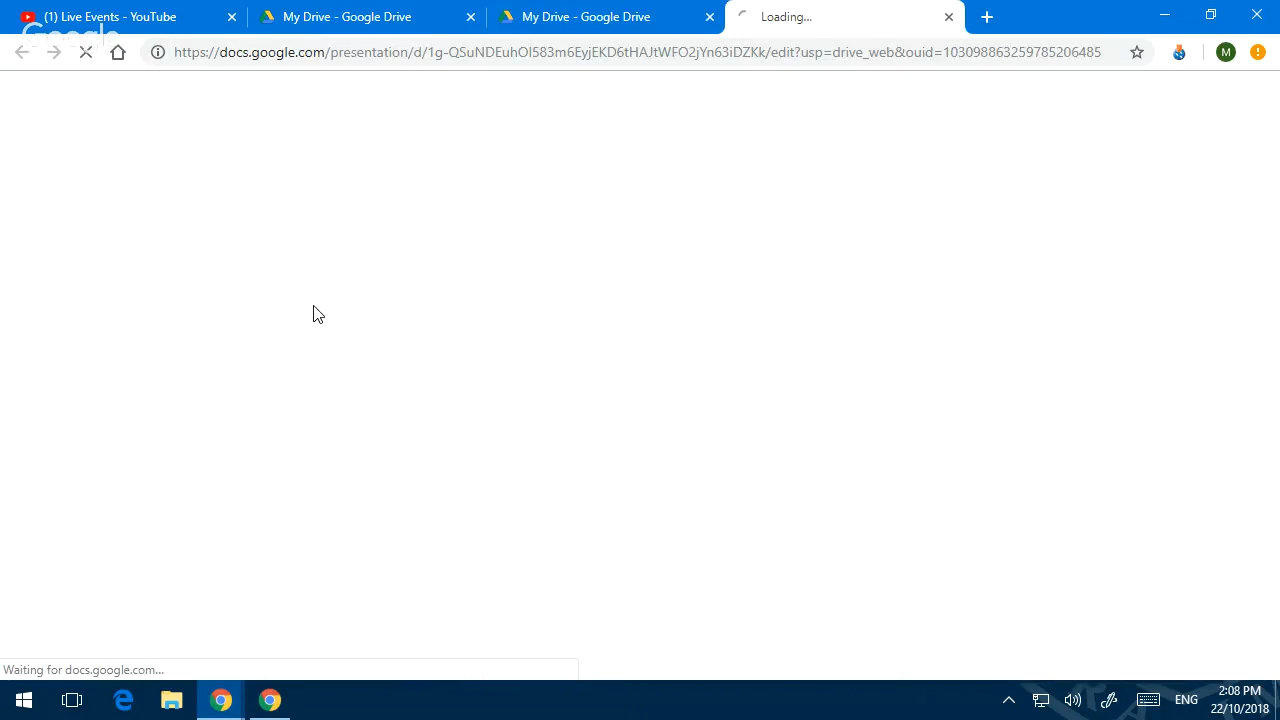 (1) Live Events - YouTube
My Drive - Google Drive
My Drive - Google Drive
Loading...
Google
https://docs.google.com/presentation/d/1g-QSuNDEuhOI583m6EyjEKD6tHAJtWFO2jYn63iDZKk/edit?usp=drive_web&ouid=103098863259785206485
M
Waiting for docs.google.com...
ENG
2:08 PM
22/10/2018